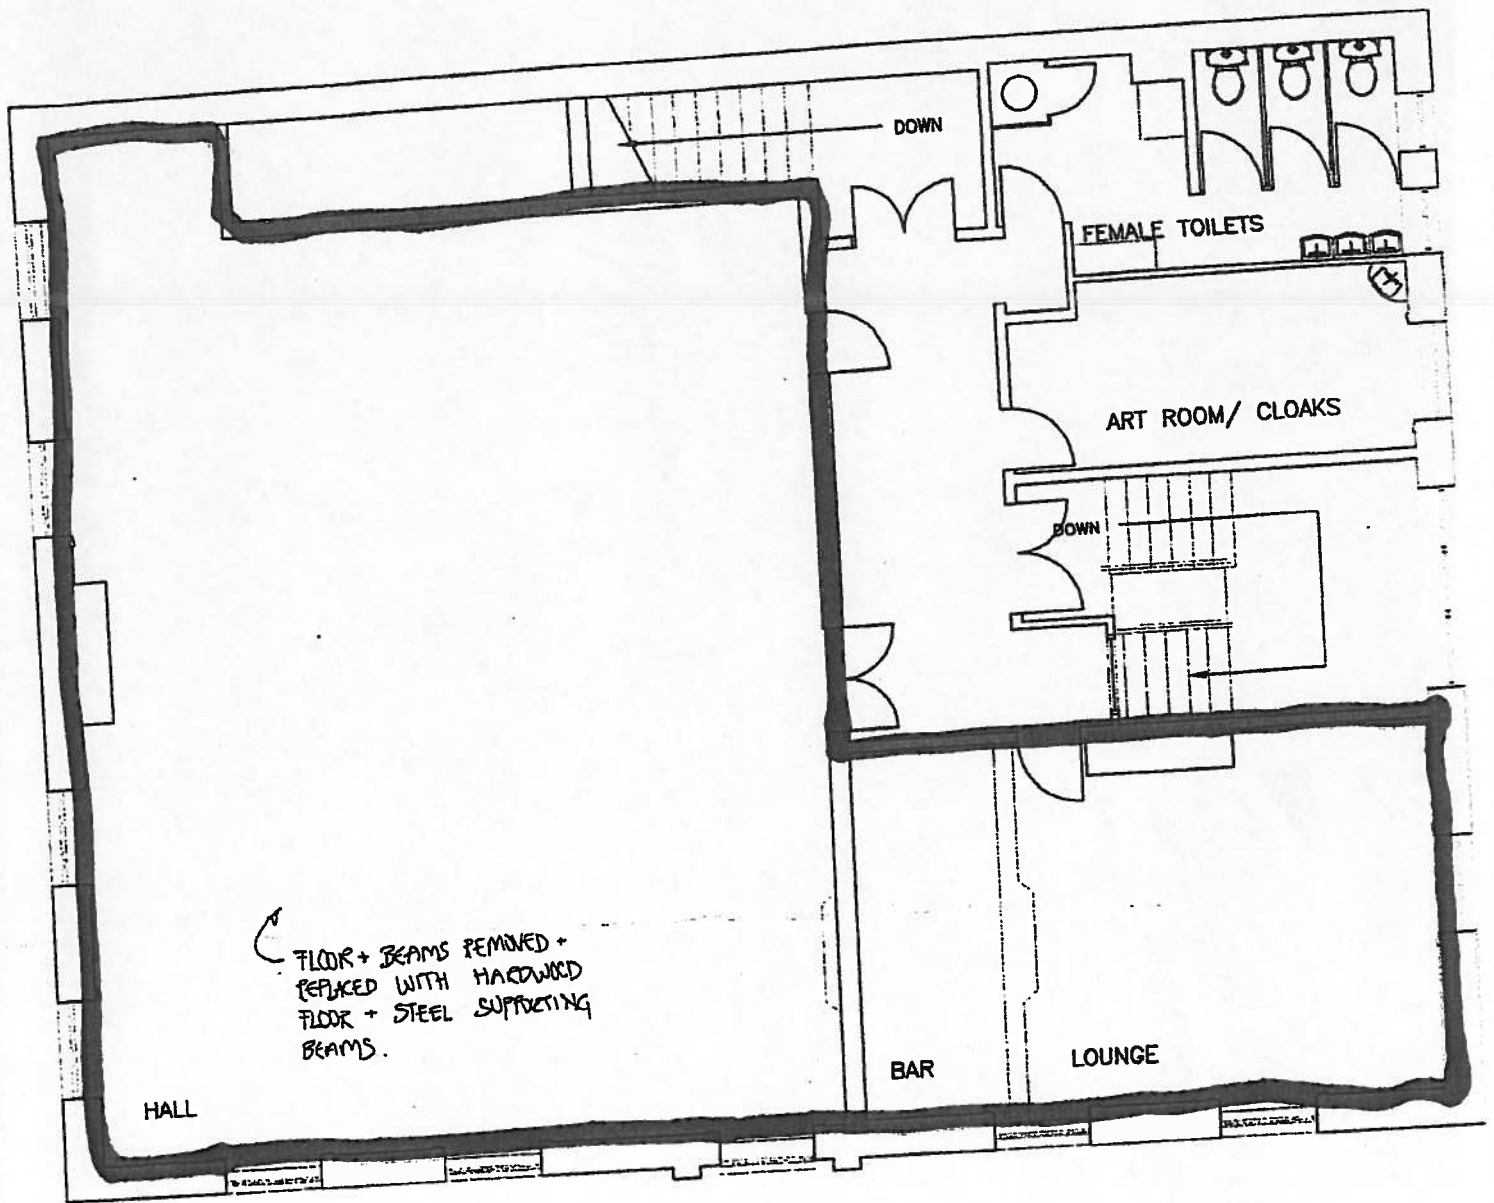 DOWN
FEMALE TOILETS
ART ROOM/ CLOAKS
DOWN
FLOOR + BEAMS REMOVED +
REPLACED WITH HARDWOOD
FLOOR + STEEL SUPPORTING
BEAMS.
BAR
LOUNGE
HALL